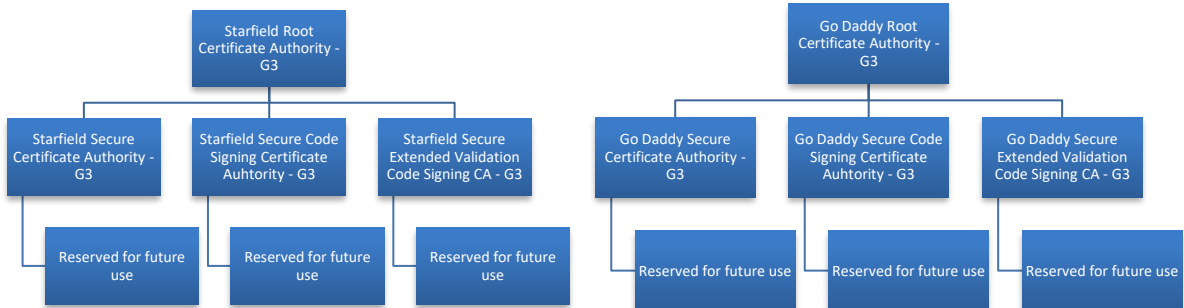 Starfield Root
Certificate Authority -
G3
Starfield Secure
Certificate Authority -
G3
Starfield Secure Code
Signing Certificate
Auhtority - G3
Starfield Secure
Extended Validation
Code Signing CA - G3
Reserved for future
use
Reserved for future
use
Reserved for future
use
Go Daddy Root
Certificate Authority -
G3
Go Daddy Secure
Certificate Authority -
G3
Go Daddy Secure Code
Signing Certificate
Auhtority - G3
Go Daddy Secure
Extended Validation
Code Signing CA - G3
Reserved for future use
Reserved for future use
Reserved for future use